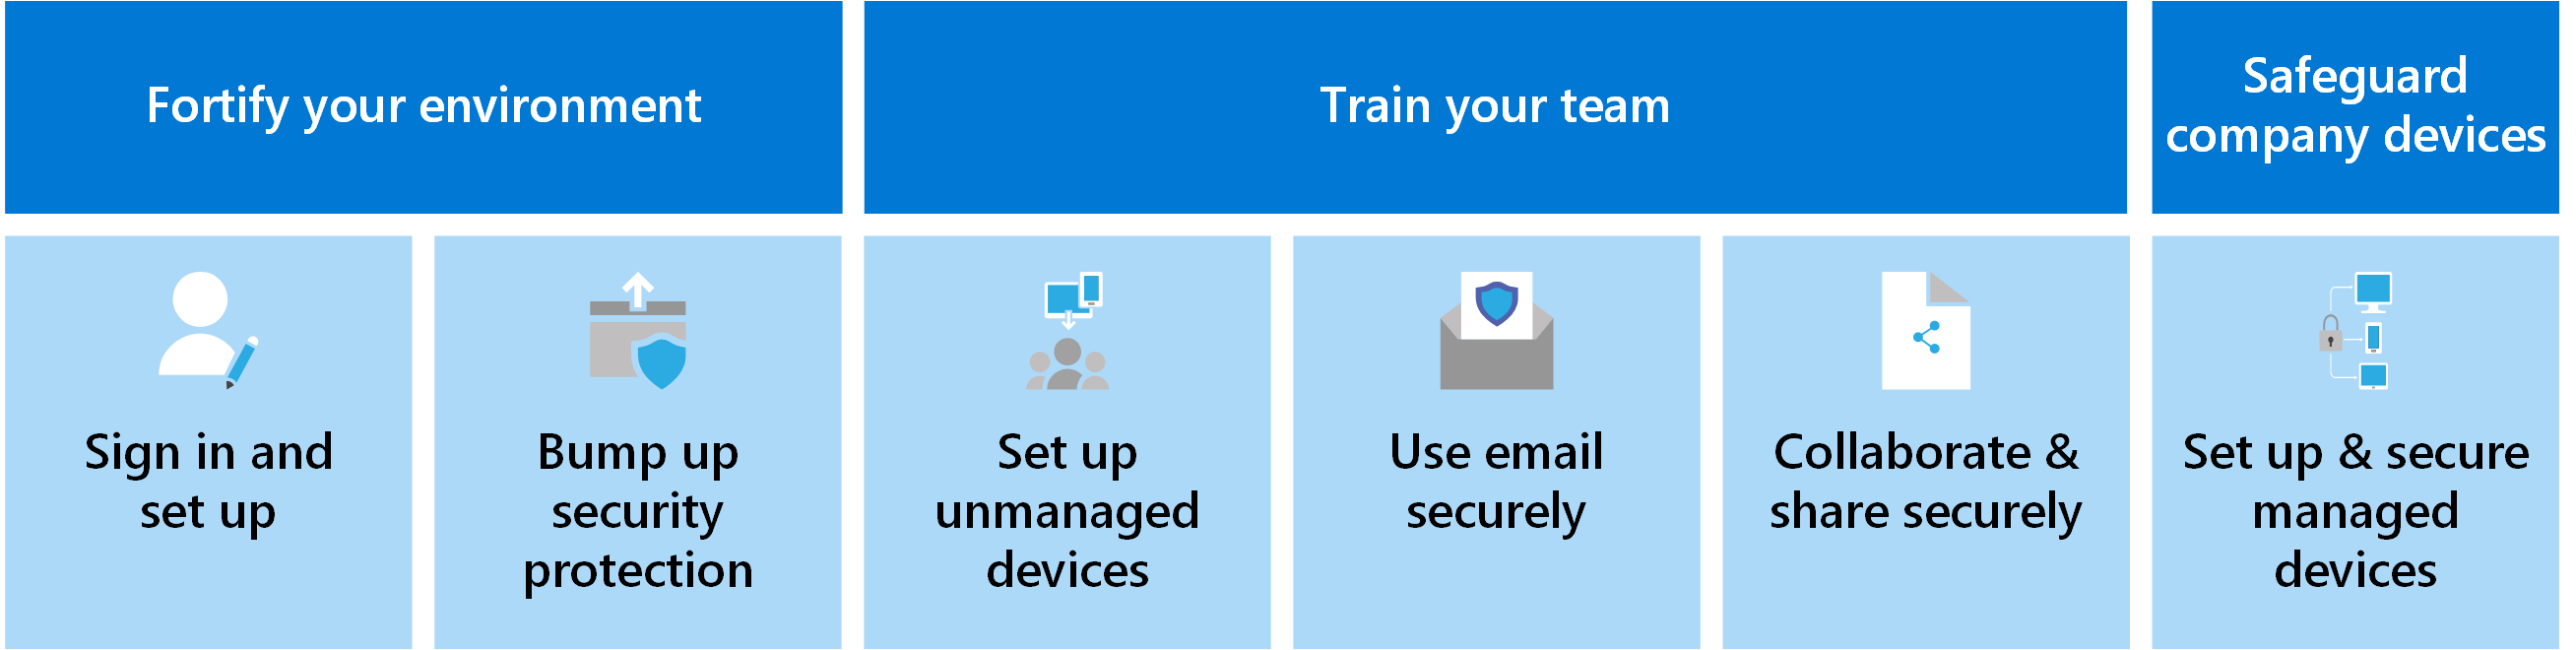 Fortify your environment
Train your team
Safeguard
company devices
Sign in and
set up
Bump up
security
protection
Set up
unmanaged
devices
Use email
securely
Collaborate &
share securely
Set up & secure
managed
devices